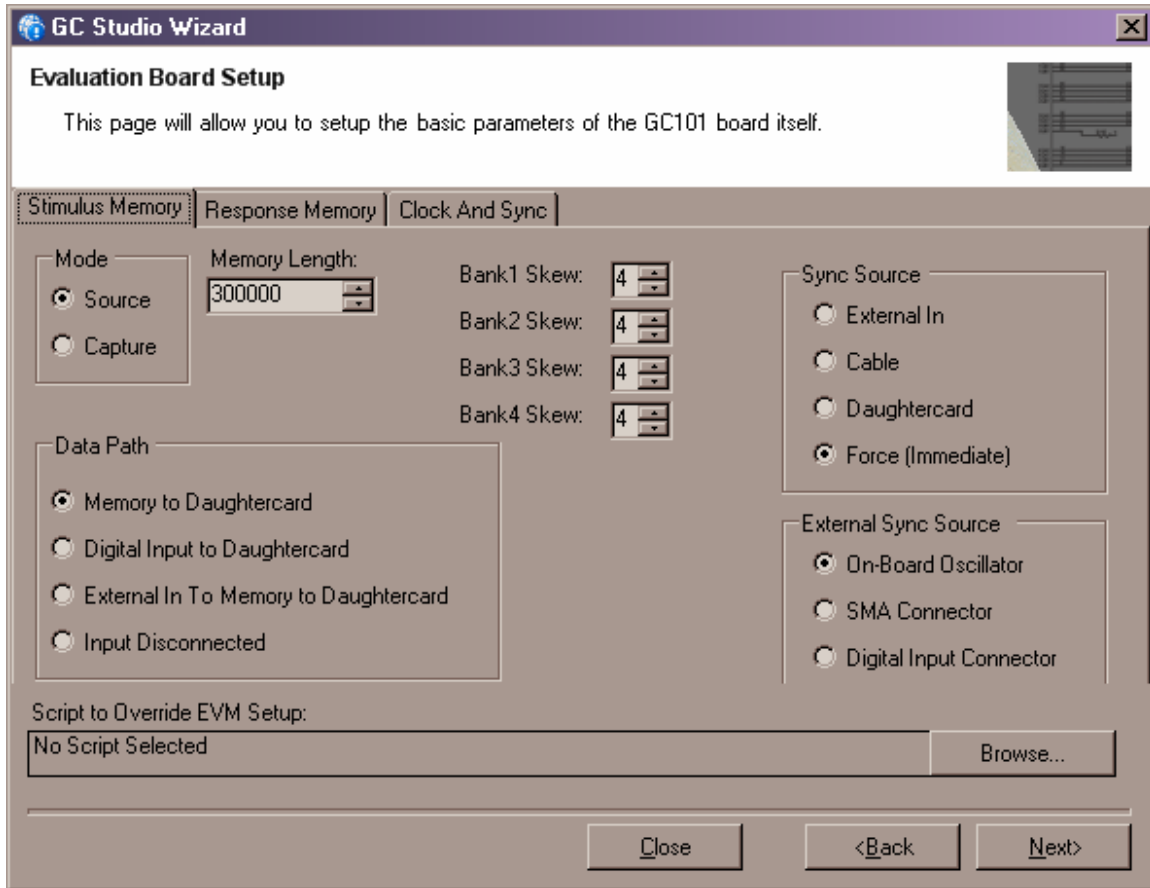 GC Studio Wizard
Evaluation Board Setup
This page will allow you to setup the basic parameters of the GC101 board itself.
Stimulus Memory
Response Memory
Clock And Sync
Mode
Source
Capture
Memory Length:
300000
Bank1 Skew:
4
Bank2 Skew:
4
Bank3 Skew:
4
Bank4 Skew:
4
Sync Source
External In
Cable
Daughtercard
Force (Immediate)
Data Path
Memory to Daughtercard
Digital Input to Daughtercard
External In To Memory to Daughtercard
Input Disconnected
External Sync Source
On-Board Oscillator
SMA Connector
Digital Input Connector
Script to Override EVM Setup:
No Script Selected
Browse...
Close
<Back
Next>